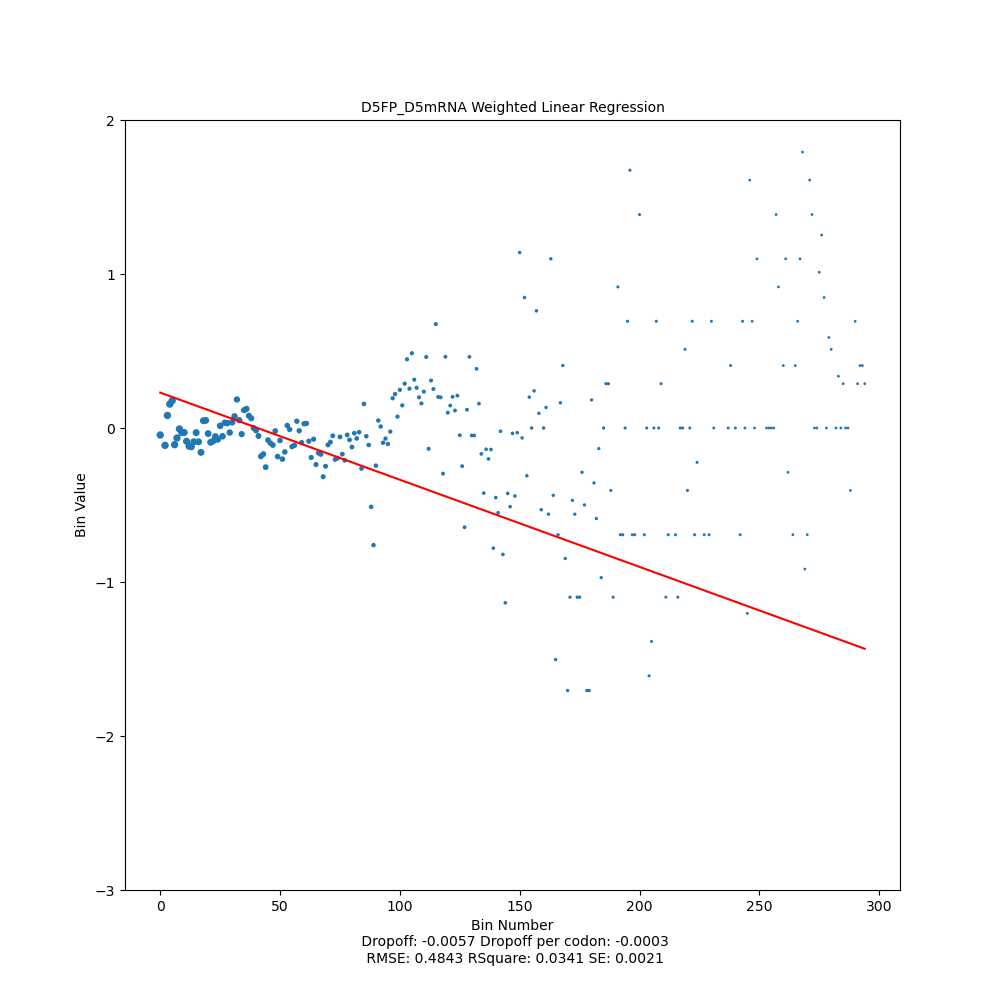 D5FP_D5mRNA Weighted Linear Regression
2
1
0
−1
−2
−3
Bin Value
0 50 100 150 200 250 300
Bin Number
Dropoff: -0.0057 Dropoff per codon: -0.0003
RMSE: 0.4843 RSquare: 0.0341 SE: 0.0021